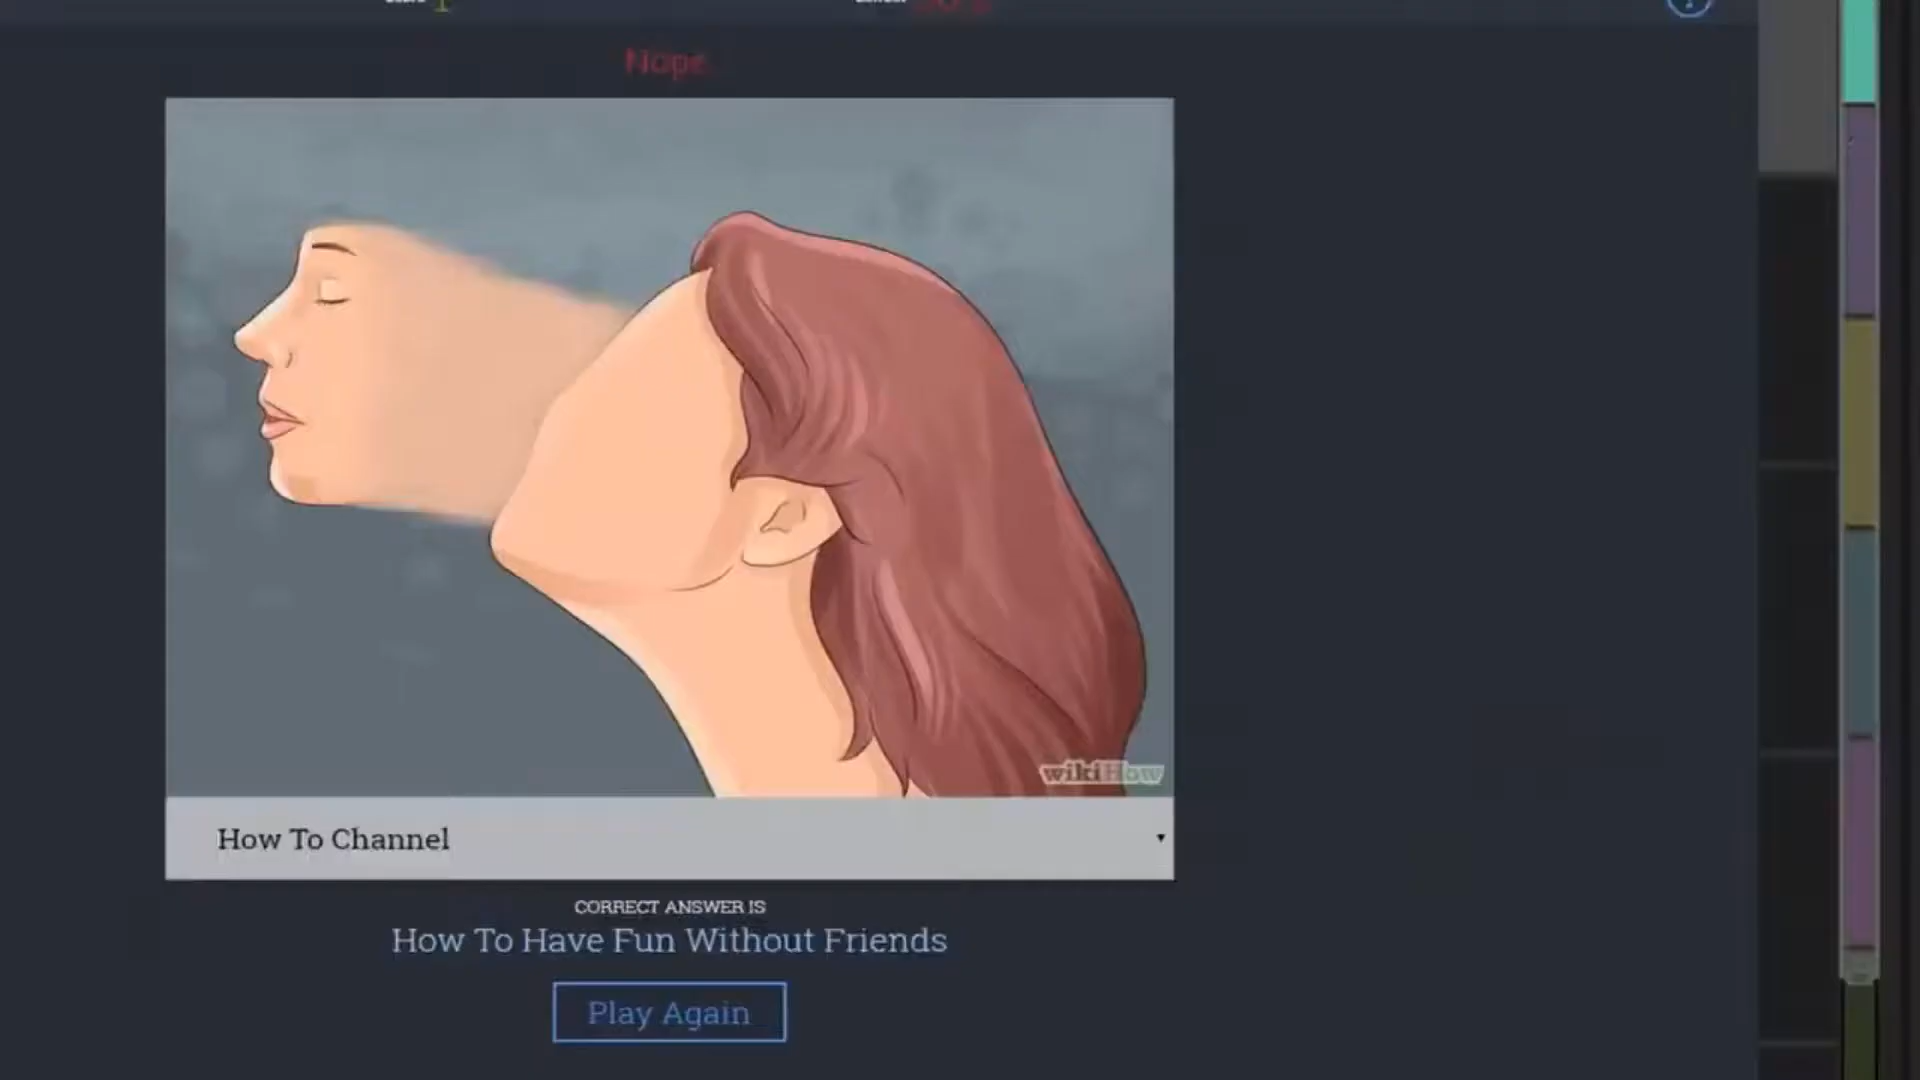 Nope.
wikiHow
How To Channel
CORRECT ANSWER IS
How To Have Fun Without Friends
Play Again